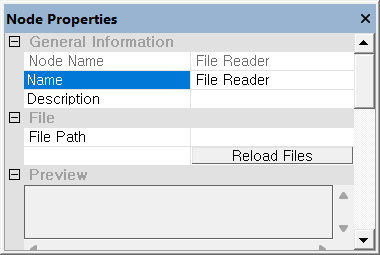 Node Properties
General Information
Node Name File Reader
Name File Reader
Description
File
File Path
Reload Files
Preview